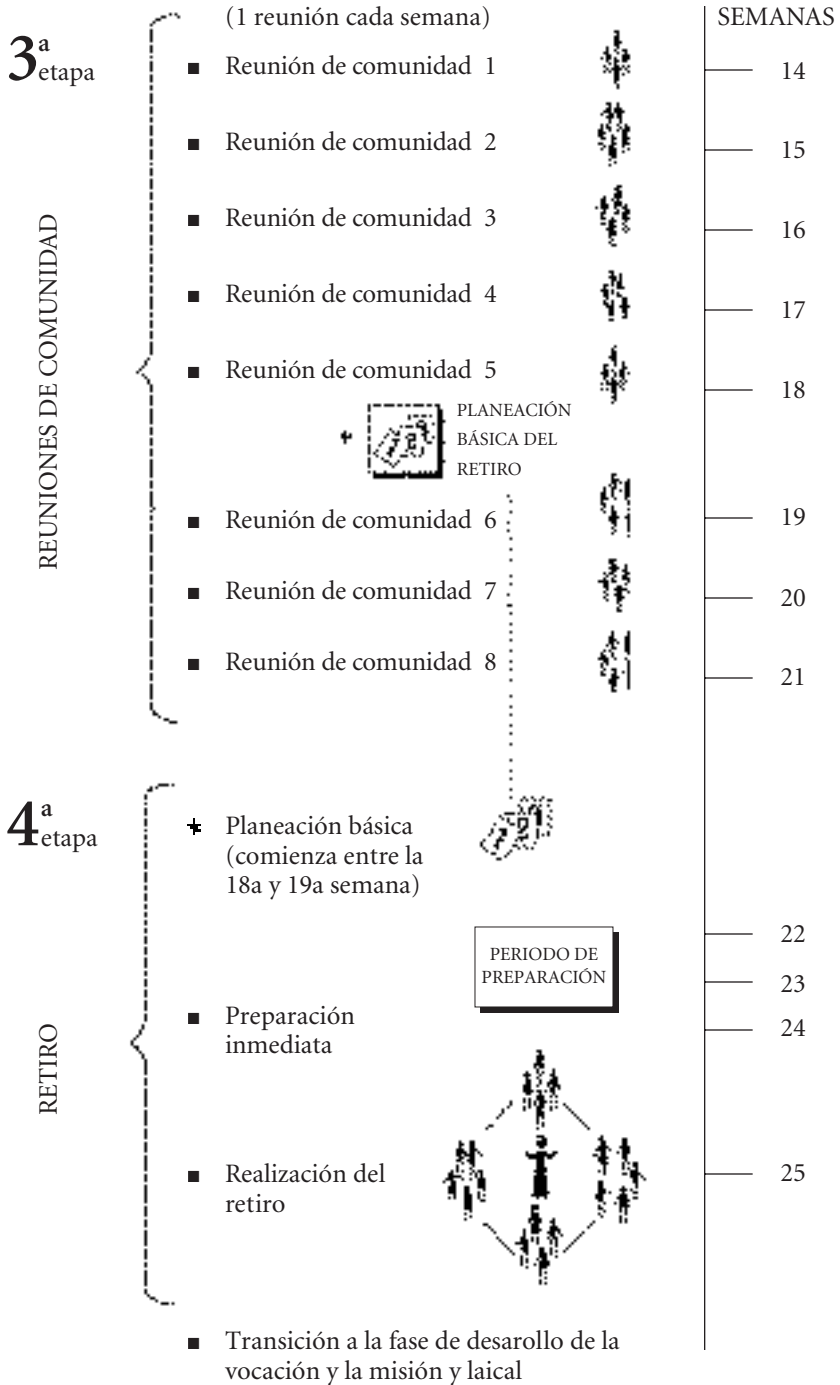 (1 reunión cada semana)
SEMANAS
3a etapa
REUNIONES DE COMUNIDAD
■ Reunión de comunidad 1
14
■ Reunión de comunidad 2
15
■ Reunión de comunidad 3
16
■ Reunión de comunidad 4
17
■ Reunión de comunidad 5
18
PLANEACIÓN
BÁSICA DEL
RETIRO
■ Reunión de comunidad 6
19
■ Reunión de comunidad 7
20
■ Reunión de comunidad 8
21
4a etapa
RETIRO
Planeación básica
(comienza entre la
18a y 19a semana)
22
PERIODO DE
PREPARACIÓN
23
■ Preparación
inmediata
24
■ Realización del
retiro
25
■ Transición a la fase de desarollo de la
vocación y la misión y laical